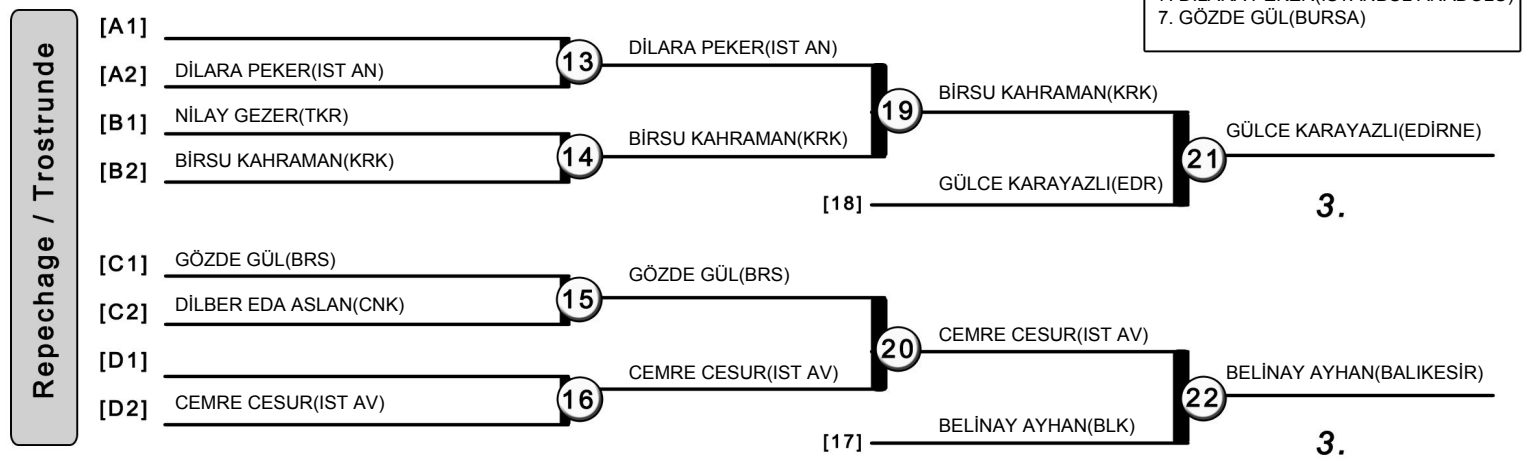 7. GÖZDE GÜL(BURSA)
Repechage / Trostrunde
[A1]
[A2] DİLARA PEKER(IST AN)
13
DİLARA PEKER(IST AN)
[B1] NİLAY GEZER(TKR)
[B2] BİRSU KAHRAMAN(KRK)
14
BİRSU KAHRAMAN(KRK)
19
BİRSU KAHRAMAN(KRK)
[18] GÜLCE KARAYAZLI(EDR)
21
GÜLCE KARAYAZLI(EDİRNE)
3.
[C1] GÖZDE GÜL(BRS)
[C2] DİLBER EDA ASLAN(CNK)
15
GÖZDE GÜL(BRS)
[D1]
[D2] CEMRE CESUR(IST AV)
16
CEMRE CESUR(IST AV)
20
CEMRE CESUR(IST AV)
[17] BELİNAY AYHAN(BLK)
22
BELİNAY AYHAN(BALIKESİR)
3.